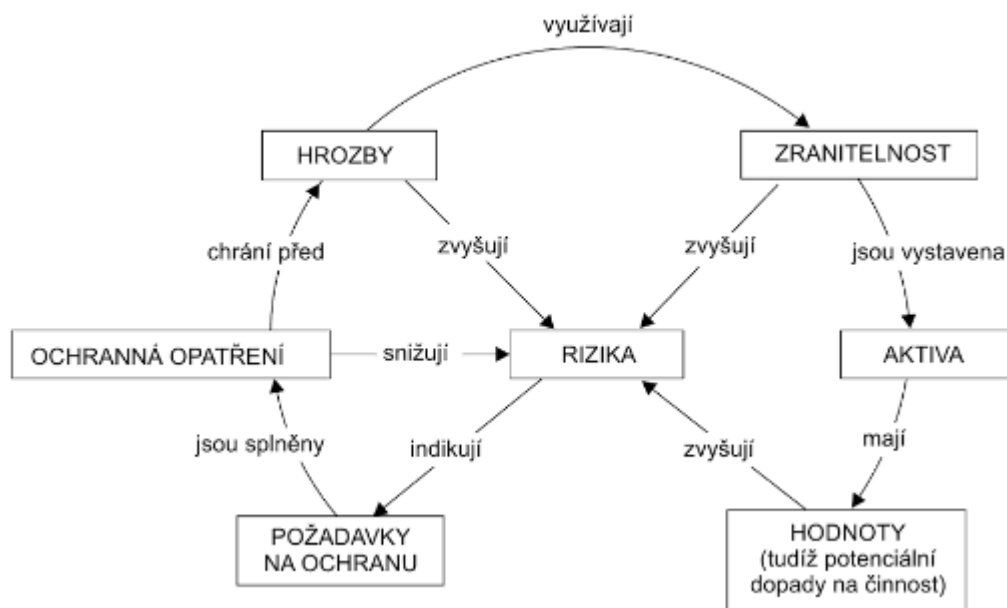 využívají
HROZBY
ZRANITELNOST
chrání před
zvyšují
zvyšují
jsou vystavena
OCHRANNÁ OPATŘENÍ
snižují
RIZIKA
AKTIVA
jsou splněny
indikují
zvyšují
mají
POŽADAVKY
NA OCHRANU
HODNOTY
(tudíž potenciální
dopady na činnost)